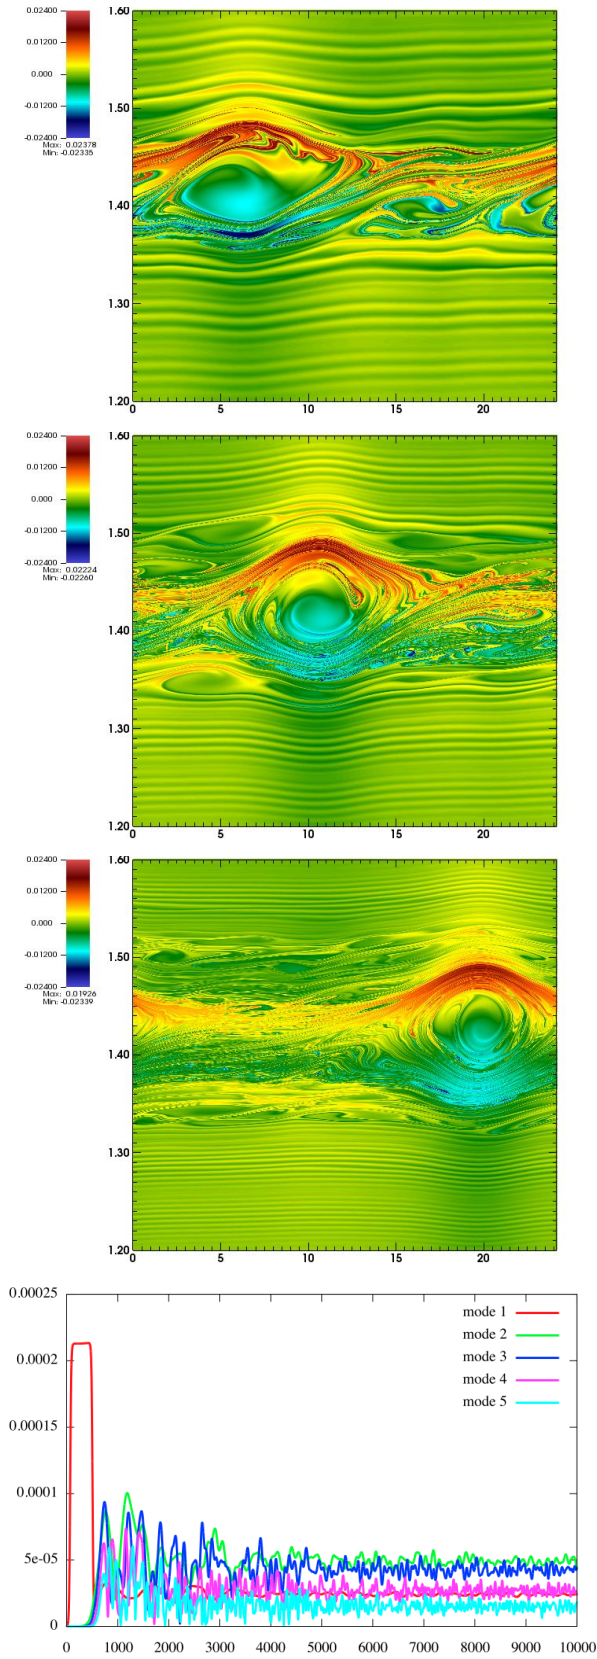 0.02400
0.01200
0.000
-0.01200
-0.02400
Max: 0.02378
Min: -0.02335
1.60
1.50
1.40
1.30
1.20
0 5 10 15 20
0.02400
0.01200
0.000
-0.01200
-0.02400
Max: 0.02224
Min: -0.02260
1.60
1.50
1.40
1.30
1.20
0 5 10 15 20
0.02400
0.01200
0.000
-0.01200
-0.02400
Max: 0.01926
Min: -0.02339
1.60
1.50
1.40
1.30
1.20
0 5 10 15 20
0.00025
0.0002
0.00015
0.0001
5e-05
0
mode 1
mode 2
mode 3
mode 4
mode 5
0 1000 2000 3000 4000 5000 6000 7000 8000 9000 10000